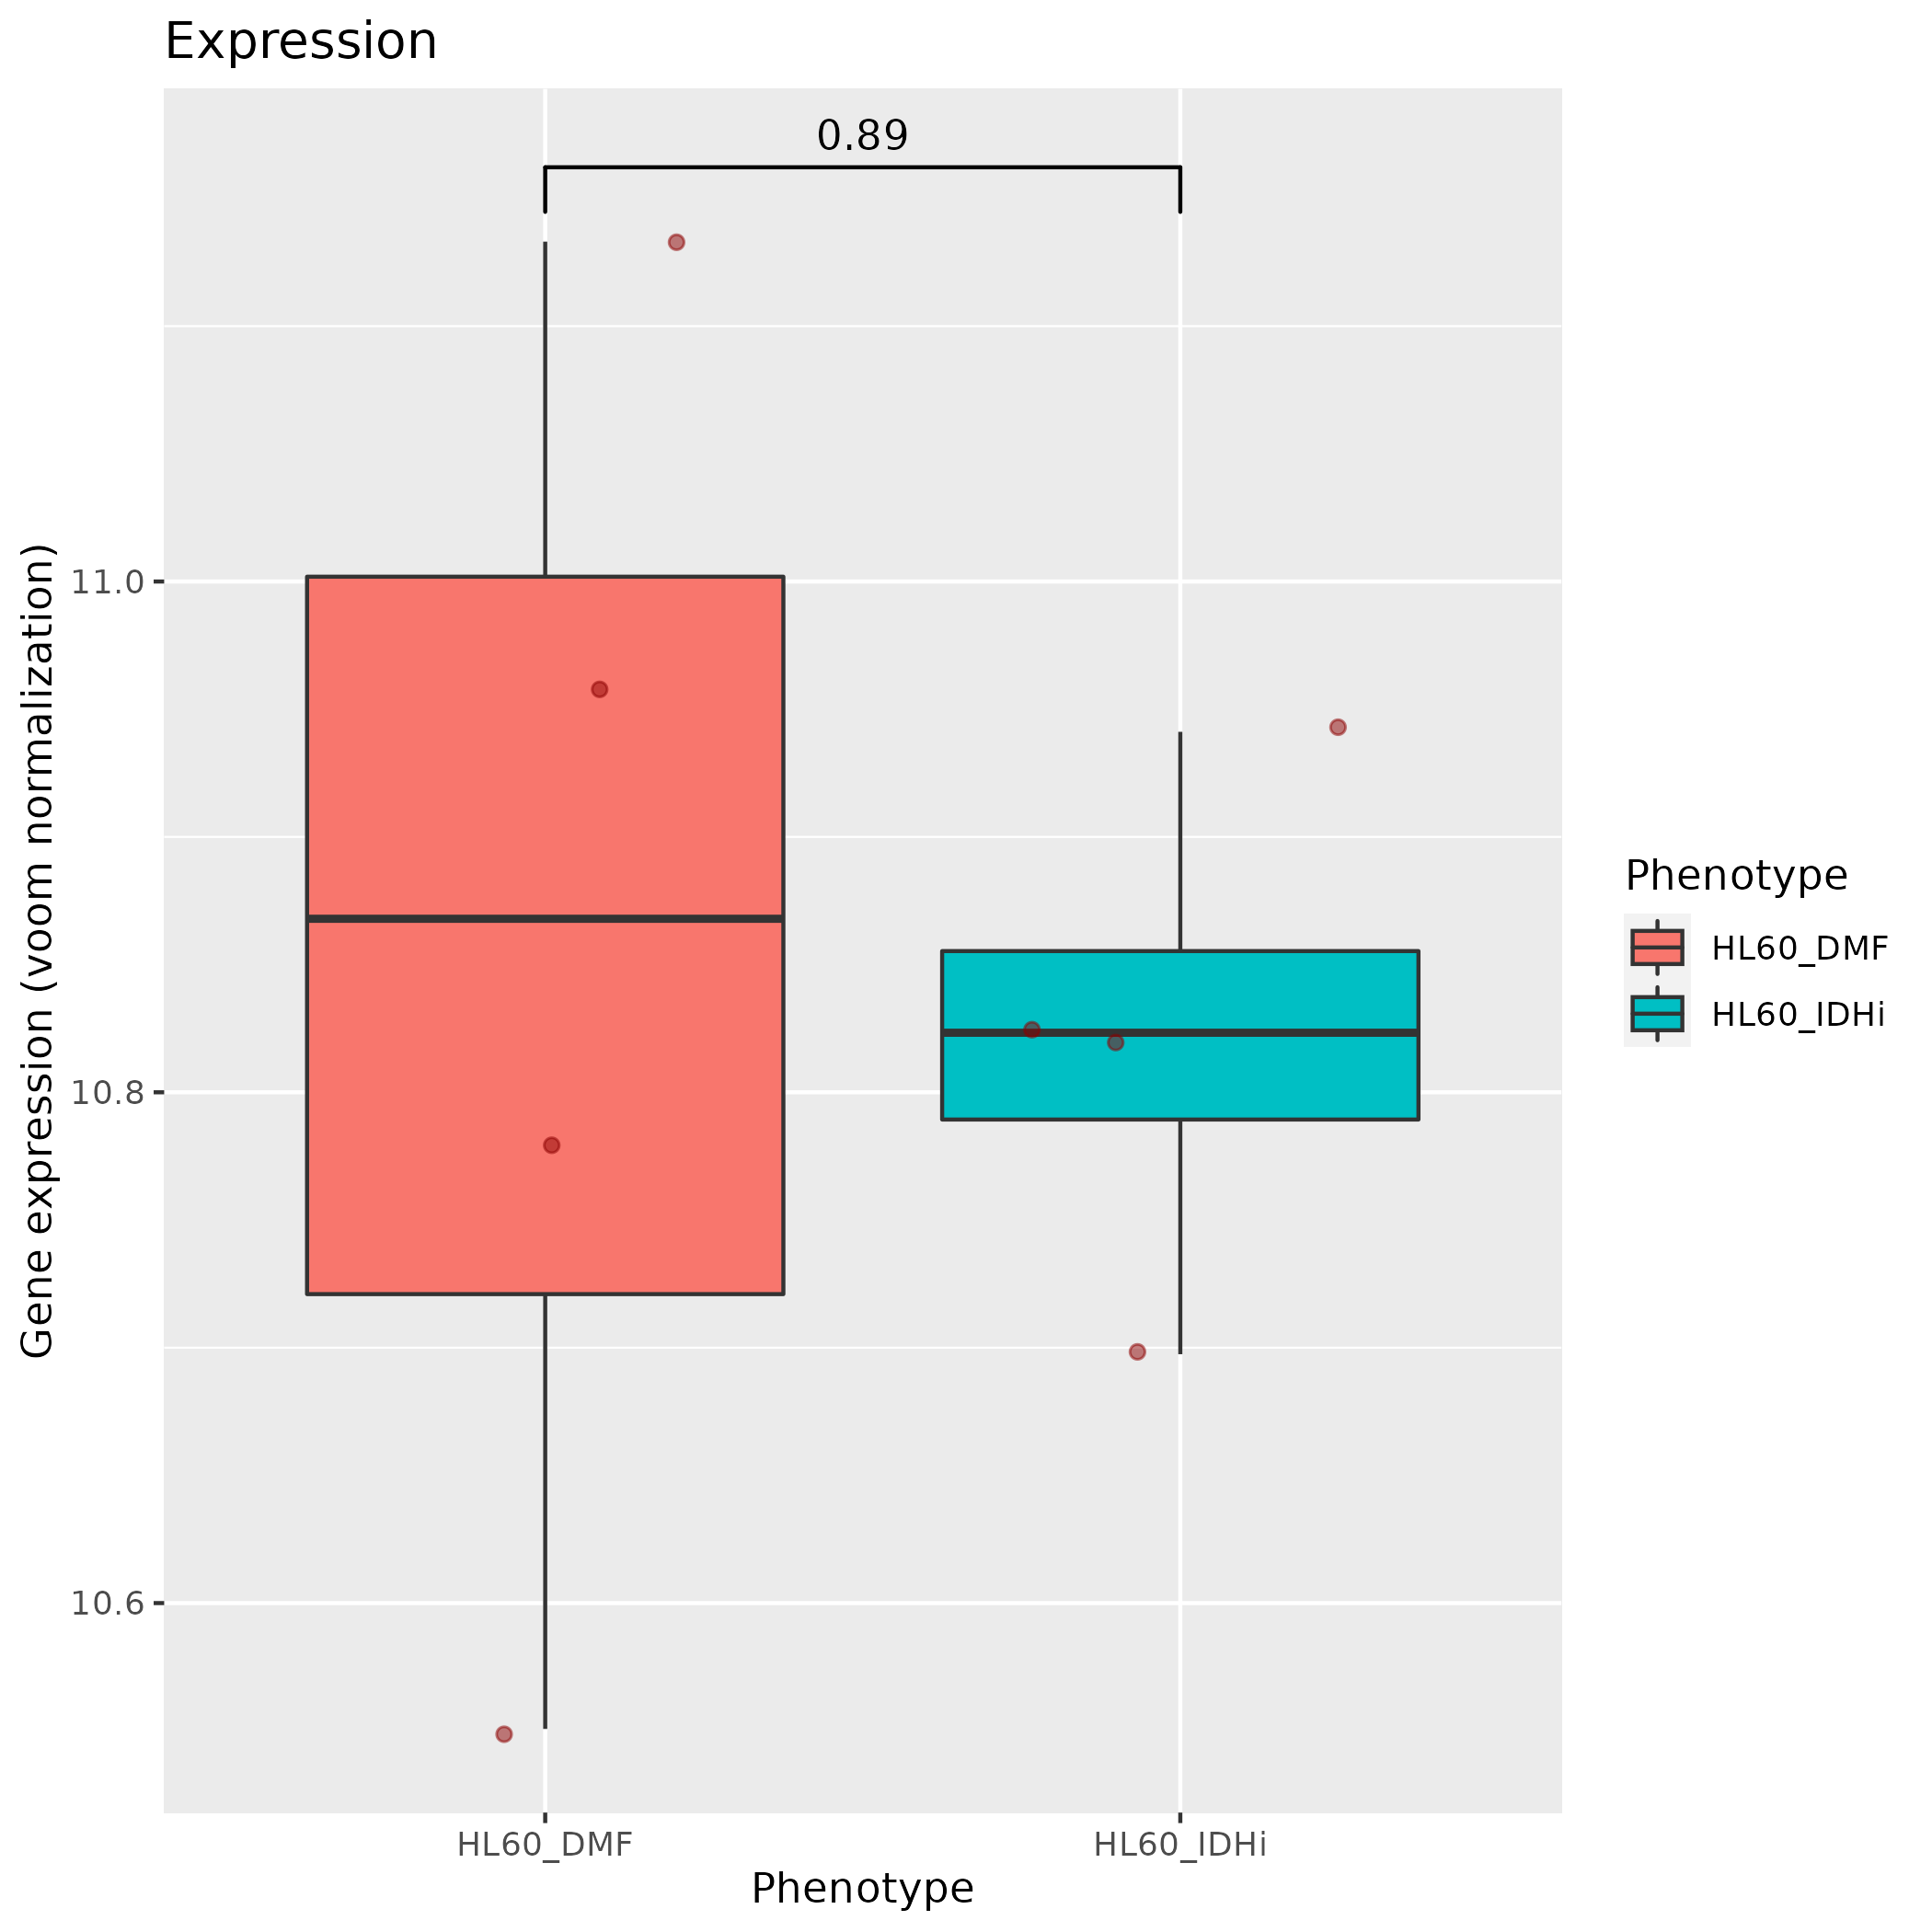 Expression
0.89
Gene expression (voom normalization)
11.0
10.8
10.6
HL60_DMF
HL60_IDHi
Phenotype
Phenotype
HL60_DMF
HL60_IDHi